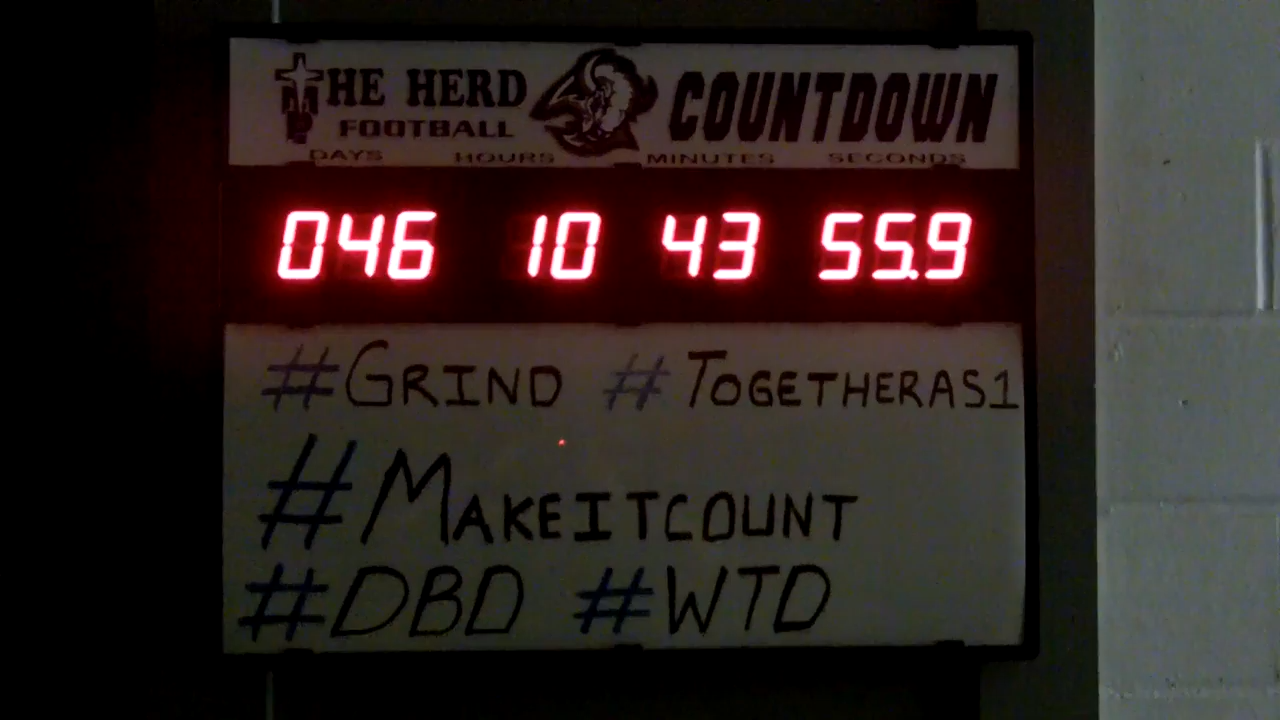 THE HERD COUNTDOWN
FOOTBALL
DAYS HOURS MINUTES SECONDS
046 10 43 55.9
#GRIND #TOGETHERAS1
#MAKEITCOUNT
#DBD #WTD